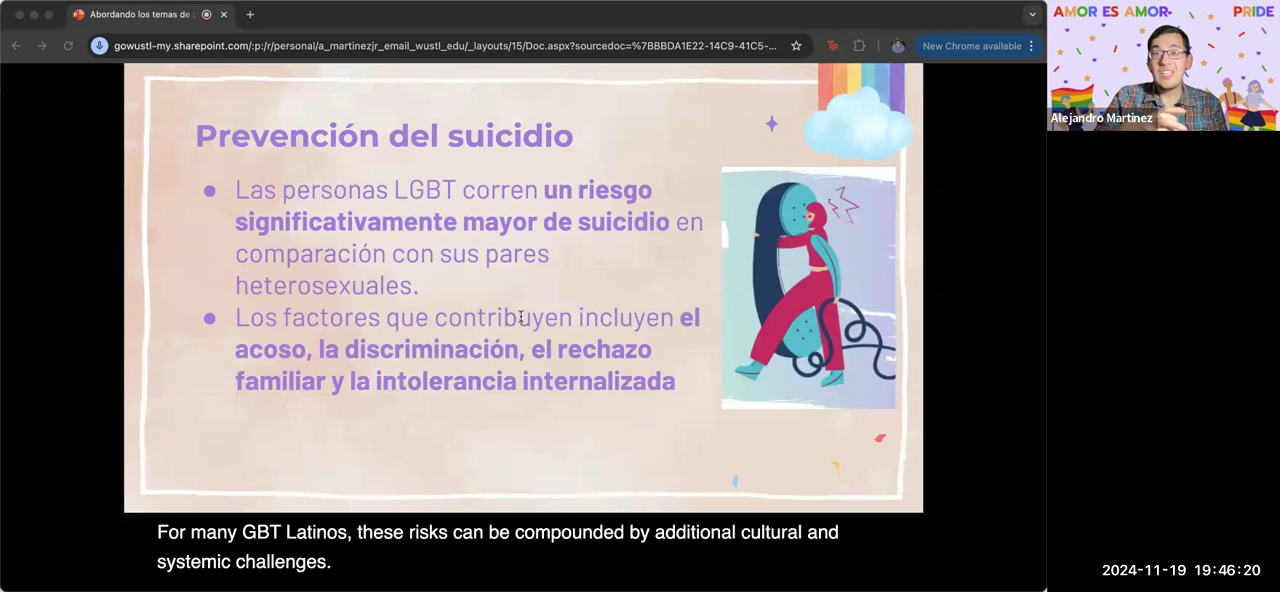 Abordando los temas de
gowustl-my.sharepoint.com/:p:/r/personal/a_martinezjr_email_wustl_edu/_layouts/15/Doc.aspx?sourcedoc=%7BBBDA1E22-14C9-41C5-...
New Chrome available
AMOR ES AMOR PRIDE
Alejandro Martinez
Prevención del suicidio
● Las personas LGBT corren un riesgo
significativamente mayor de suicidio en
comparación con sus pares
heterosexuales.
● Los factores que contribuyen incluyen el
acoso, la discriminación, el rechazo
familiar y la intolerancia internalizada
For many GBT Latinos, these risks can be compounded by additional cultural and
systemic challenges.
2024-11-19 19:46:20